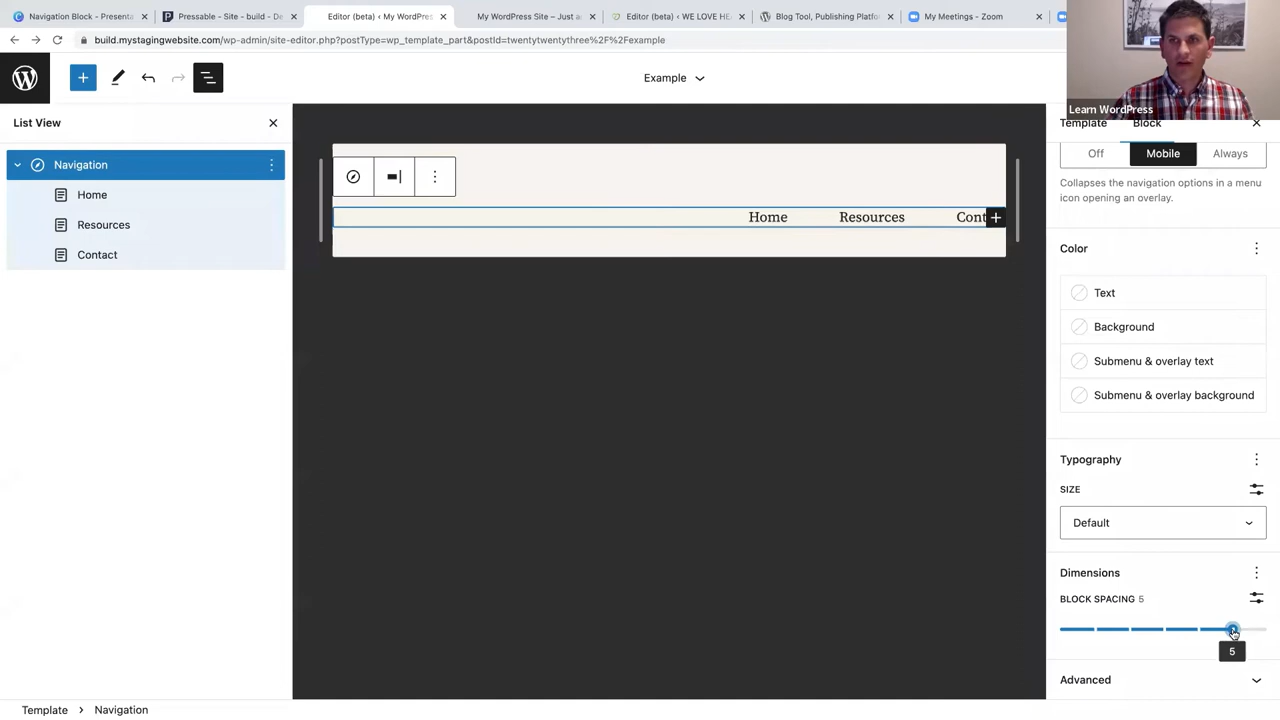 Navigation Block - Presenta
Pressable - Site - build - De
Editor (beta) ‹ My WordPres
My WordPress Site – Just a
Editor (beta) ‹ WE LOVE HEA
Blog Tool, Publishing Platfor
My Meetings - Zoom
build.mystagingwebsite.com/wp-admin/site-editor.php?postType=wp_template_part&postId=twentytwentythree%2F%2Fexample
Example
Learn WordPress
List View
Template
Block
Navigation
Home
Resources
Contact
Home
Resources
Cont
Off
Mobile
Always
Collapses the navigation options in a menu
icon opening an overlay.
Color
Text
Background
Submenu & overlay text
Submenu & overlay background
Typography
SIZE
Default
Dimensions
BLOCK SPACING 5
5
Advanced
Template
Navigation